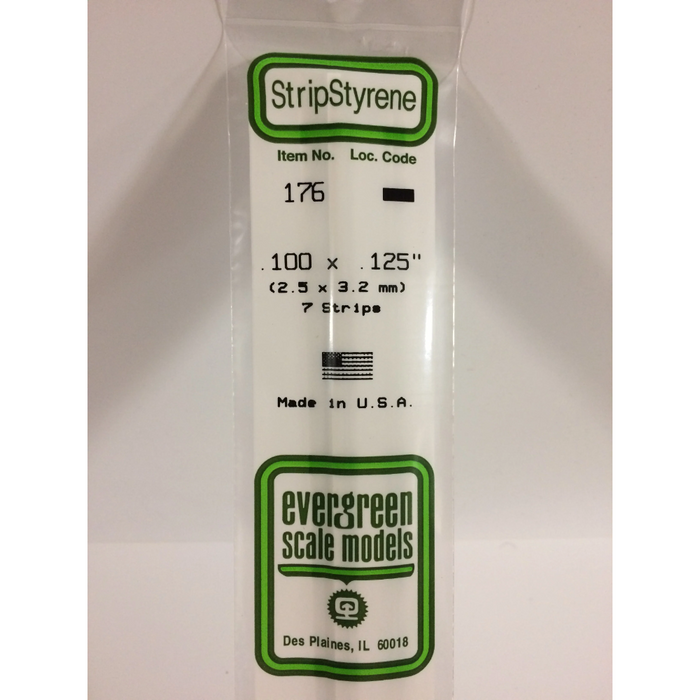 StripStyrene
Item No. Loc. Code
176
.100 x .125"
(2.5 x 3.2 mm)
7 Strips
Made in U.S.A.
evergreen
scale models
Des Plaines, IL 60018